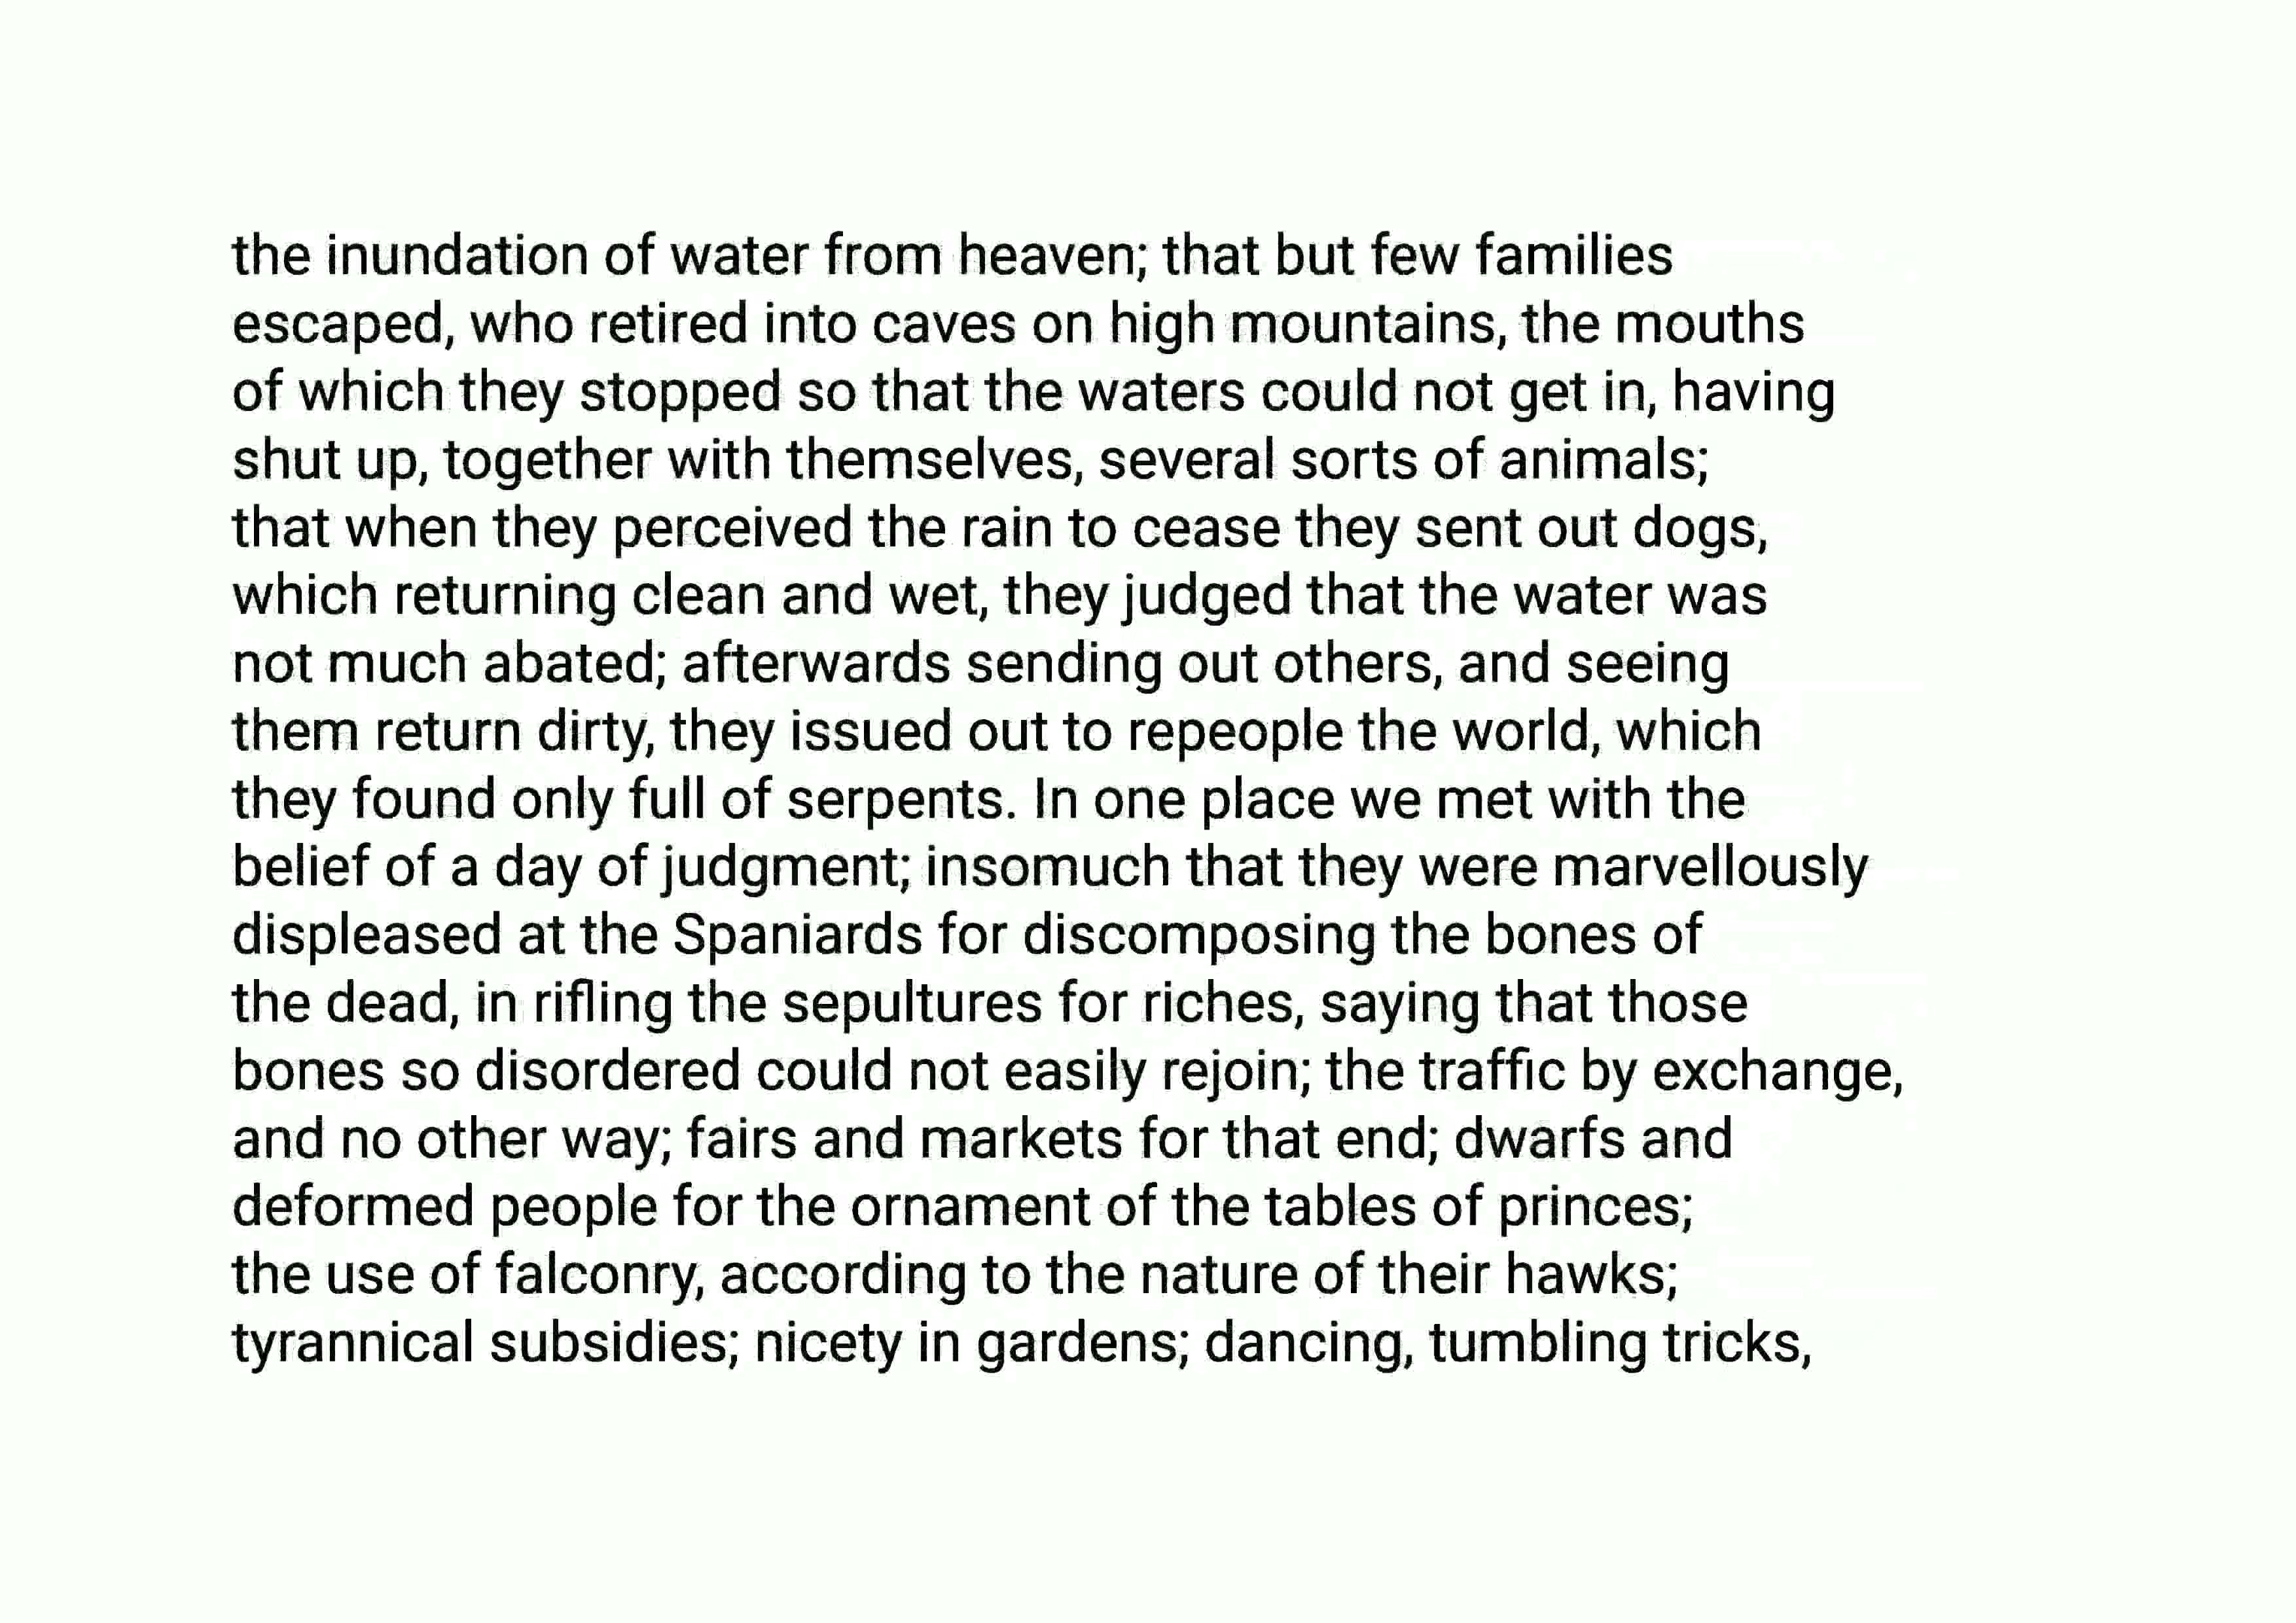 the inundation of water from heaven; that but few families
escaped, who retired into caves on high mountains, the mouths
of which they stopped so that the waters could not get in, having
shut up, together with themselves, several sorts of animals;
that when they perceived the rain to cease they sent out dogs,
which returning clean and wet, they judged that the water was
not much abated; afterwards sending out others, and seeing
them return dirty, they issued out to repeople the world, which
they found only full of serpents. In one place we met with the
belief of a day of judgment; insomuch that they were marvellously
displeased at the Spaniards for discomposing the bones of
the dead, in rifling the sepultures for riches, saying that those
bones so disordered could not easily rejoin; the traffic by exchange,
and no other way; fairs and markets for that end; dwarfs and
deformed people for the ornament of the tables of princes;
the use of falconry, according to the nature of their hawks;
tyrannical subsidies; nicety in gardens; dancing, tumbling tricks,